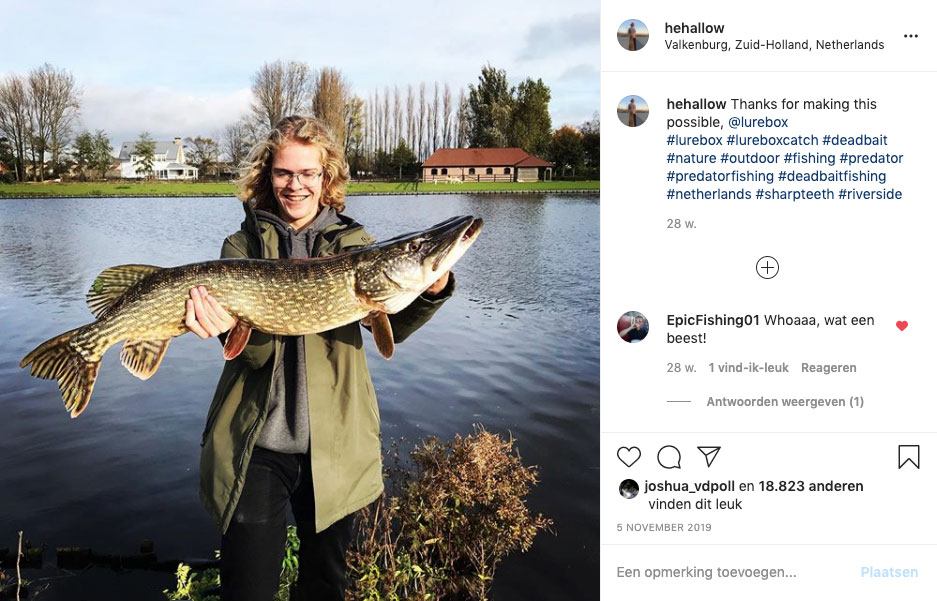 hehallow
Valkenburg, Zuid-Holland, Netherlands
hehallow Thanks for making this
possible, @lurebox
#lurebox #lureboxcatch #deadbait
#nature #outdoor #fishing #predator
#predatorfishing #deadbaitfishing
#netherlands #sharpteeth #riverside
28 w.
EpicFishing01 Whoaaa, wat een
beest!
28 w. 1 vind-ik-leuk Reageren
Antwoorden weergeven (1)
joshua_vdpoll en 18.823 anderen
vinden dit leuk
5 NOVEMBER 2019
Een opmerking toevoegen... Plaatsen